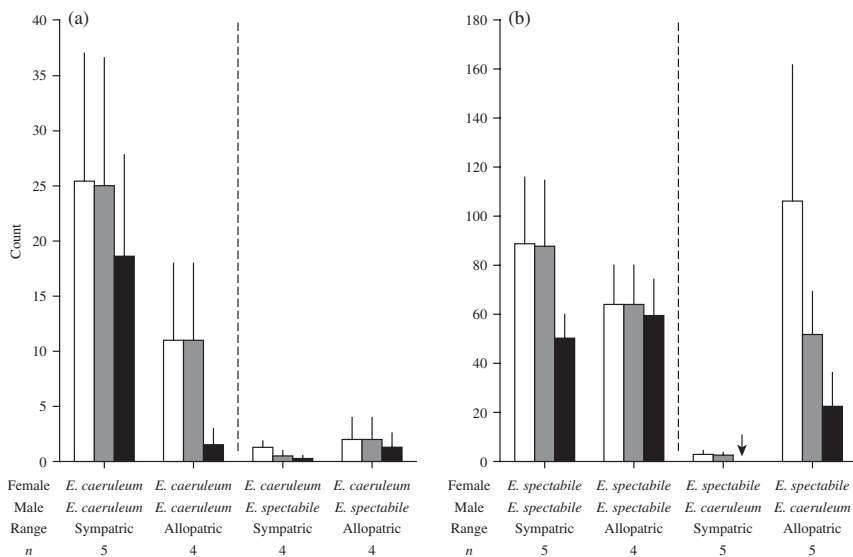 (a)
40
35
30
25
20
15
10
5
0
Count
Female E. caeruleum E. caeruleum E. caeruleum E. caeruleum
Male E. caeruleum E. caeruleum E. spectabile E. spectabile
Range Sympatric Allopatric Sympatric Allopatric
n 5 4 4 4
(b)
180
160
140
120
100
80
60
40
20
0
E. spectabile E. spectabile E. spectabile E. spectabile
E. spectabile E. spectabile E. caeruleum E. caeruleum
Sympatric Allopatric Sympatric Allopatric
5 4 5 5